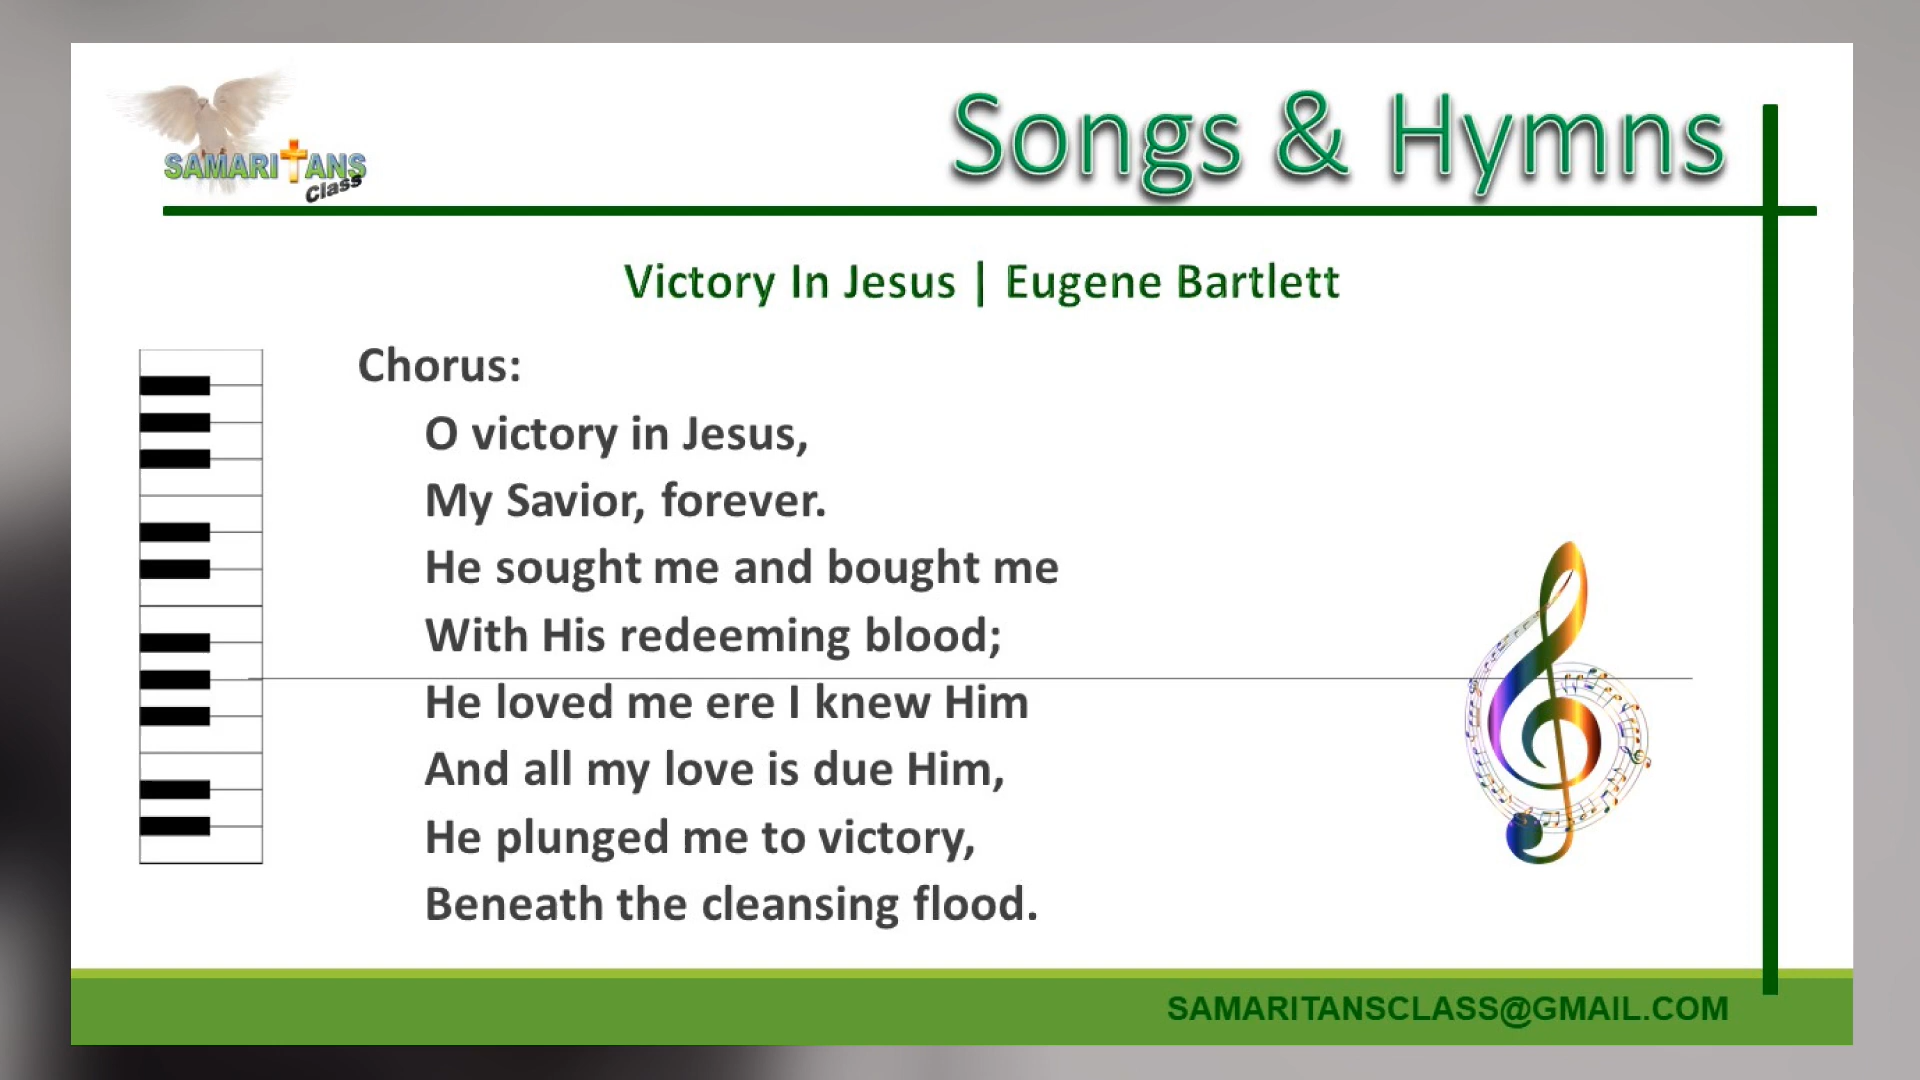 SAMARITANS
Class
Songs & Hymns
Victory In Jesus | Eugene Bartlett
Chorus:
O victory in Jesus,
My Savior, forever.
He sought me and bought me
With His redeeming blood;
He loved me ere I knew Him
And all my love is due Him,
He plunged me to victory,
Beneath the cleansing flood.
SAMARITANSCLASS@GMAIL.COM